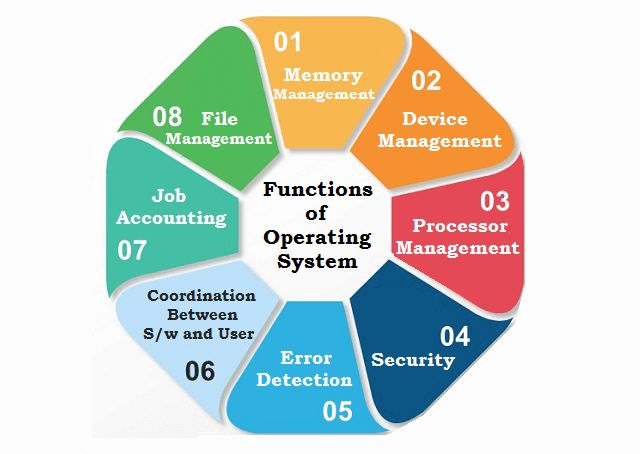 Functions
of
Operating
System
01
Memory
Management
02
Device
Management
03
Processor
Management
04
Security
Error
Detection
05
Coordination
Between
S/w and User
06
Job
Accounting
07
08 File
Management